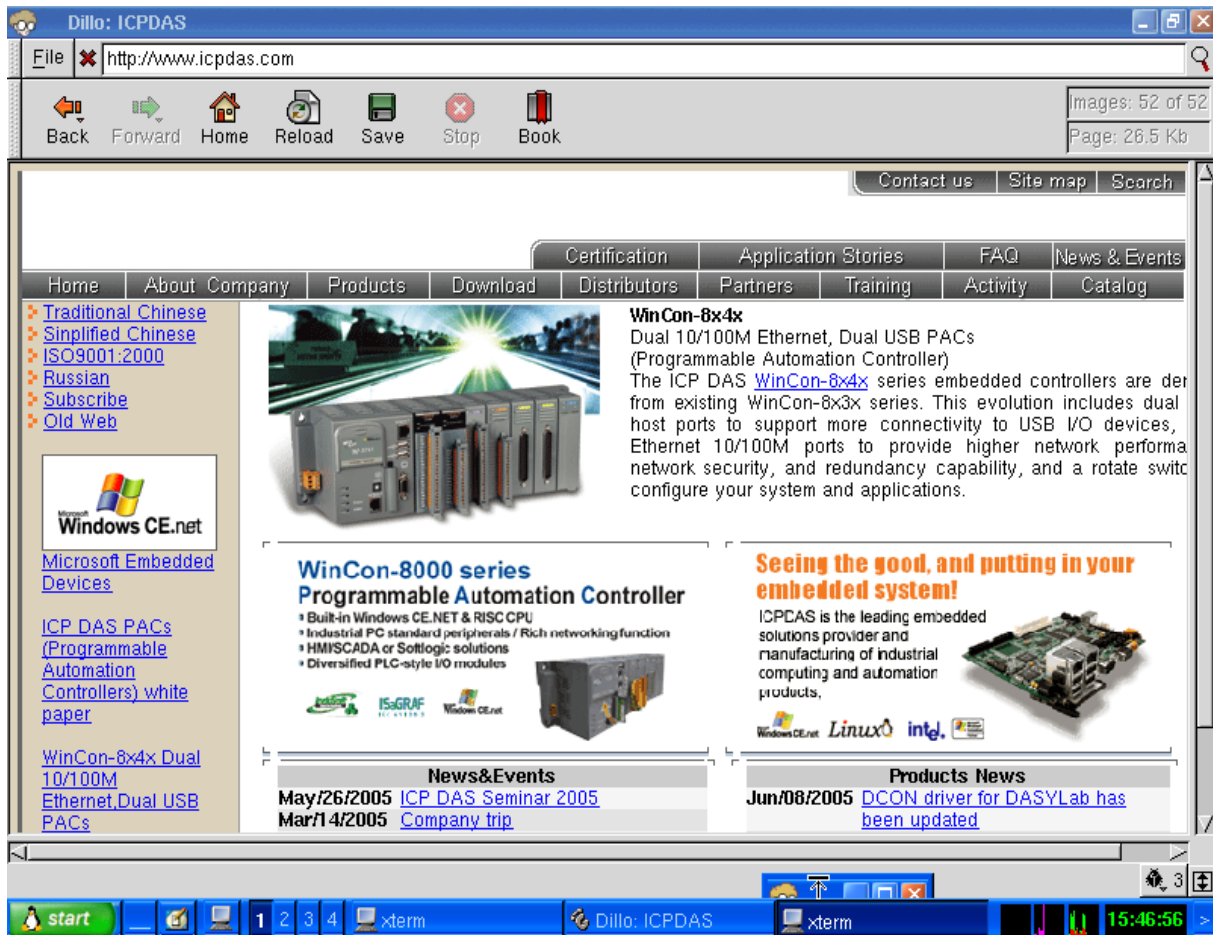 Dillo: ICPDAS
File http://www.icpdas.com
Back Forward Home Reload Save Stop Book
Images: 52 of 52
Page: 26.5 Kb
Contact us Site map Search
Certification Application Stories FAQ News & Events
Home About Company Products Download Distributors Partners Training Activity Catalog
Traditional Chinese
Sinplified Chinese
ISO9001:2000
Russian
Subscribe
Old Web
Microsoft
Windows CE.net
Microsoft Embedded
Devices
ICP DAS PACs
(Programmable
Automation
Controllers) white
paper
WinCon-8x4x Dual
10/100M
Ethernet,Dual USB
PACs
WinCon-8x4x
Dual 10/100M Ethernet, Dual USB PACs
(Programmable Automation Controller)
The ICP DAS WinCon-8x4x series embedded controllers are der
from existing WinCon-8x3x series. This evolution includes dual
host ports to support more connectivity to USB I/O devices,
Ethernet 10/100M ports to provide higher network performa
network security, and redundancy capability, and a rotate switc
configure your system and applications.
WinCon-8000 series
Programmable Automation Controller
Built-in Windows CE.NET & RISC CPU
Industrial PC standard peripherals / Rich networking function
HMI/SCADA or Softlogic solutions
Diversified PLC-style I/O modules
ISaGRAF
Windows CE.net
Seeing the good, and putting in your
embedded system!
ICPDAS is the leading embedded
solutions provider and
manufacturing of industrial
computing and automation
products,
Windows CE.net Linux intel.
News&Events
May/26/2005 ICP DAS Seminar 2005
Mar/14/2005 Company trip
Products News
Jun/08/2005 DCON driver for DASYLab has
been updated
3
start 1 2 3 4 xterm Dillo: ICPDAS xterm 15:46:56 >